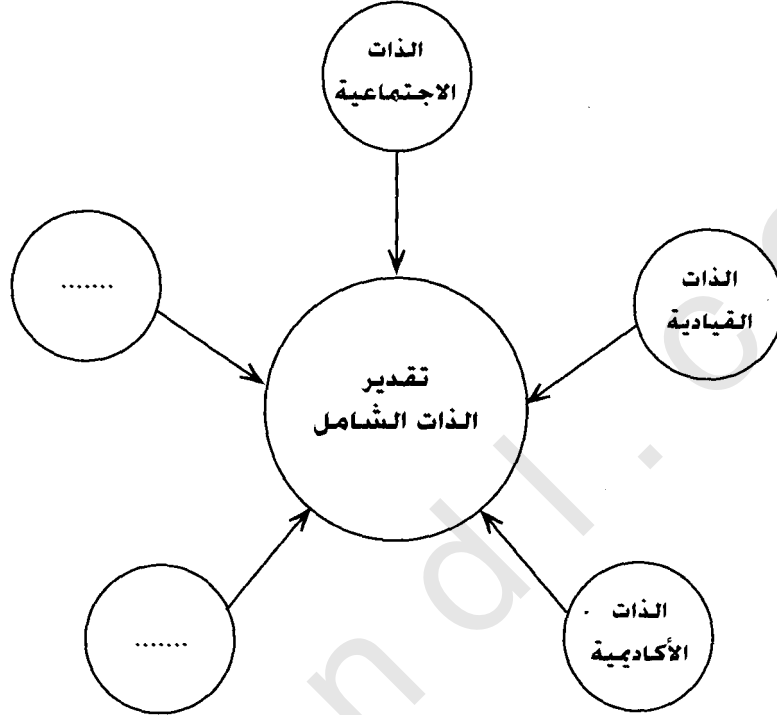 الذات
الاجتماعية
الذات
القيادية
.......
تقدير
الذات الشامل
الذات
الأكاديمية
.......